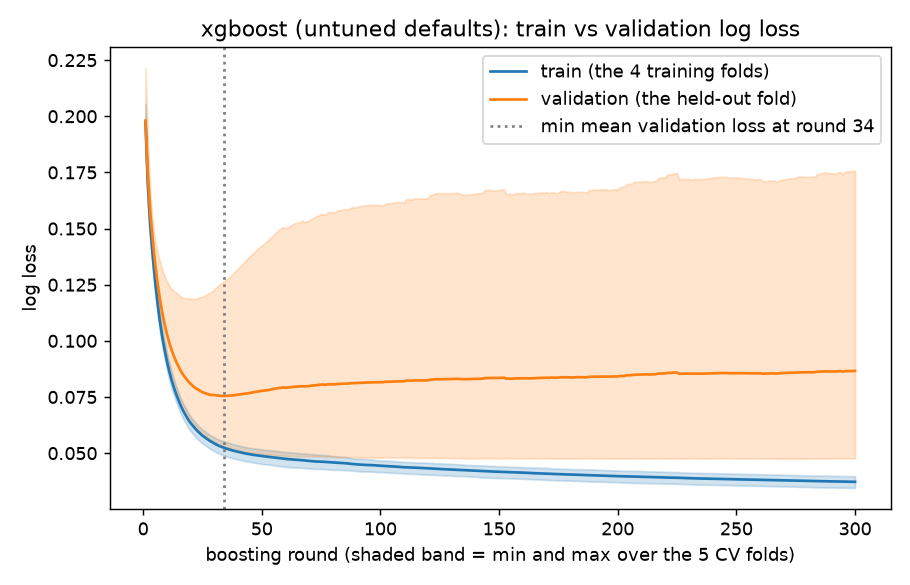 xgboost (untuned defaults): train vs validation log loss
train (the 4 training folds)
validation (the held-out fold)
min mean validation loss at round 34
log loss
0.225
0.200
0.175
0.150
0.125
0.100
0.075
0.050
0 50 100 150 200 250 300
boosting round (shaded band = min and max over the 5 CV folds)